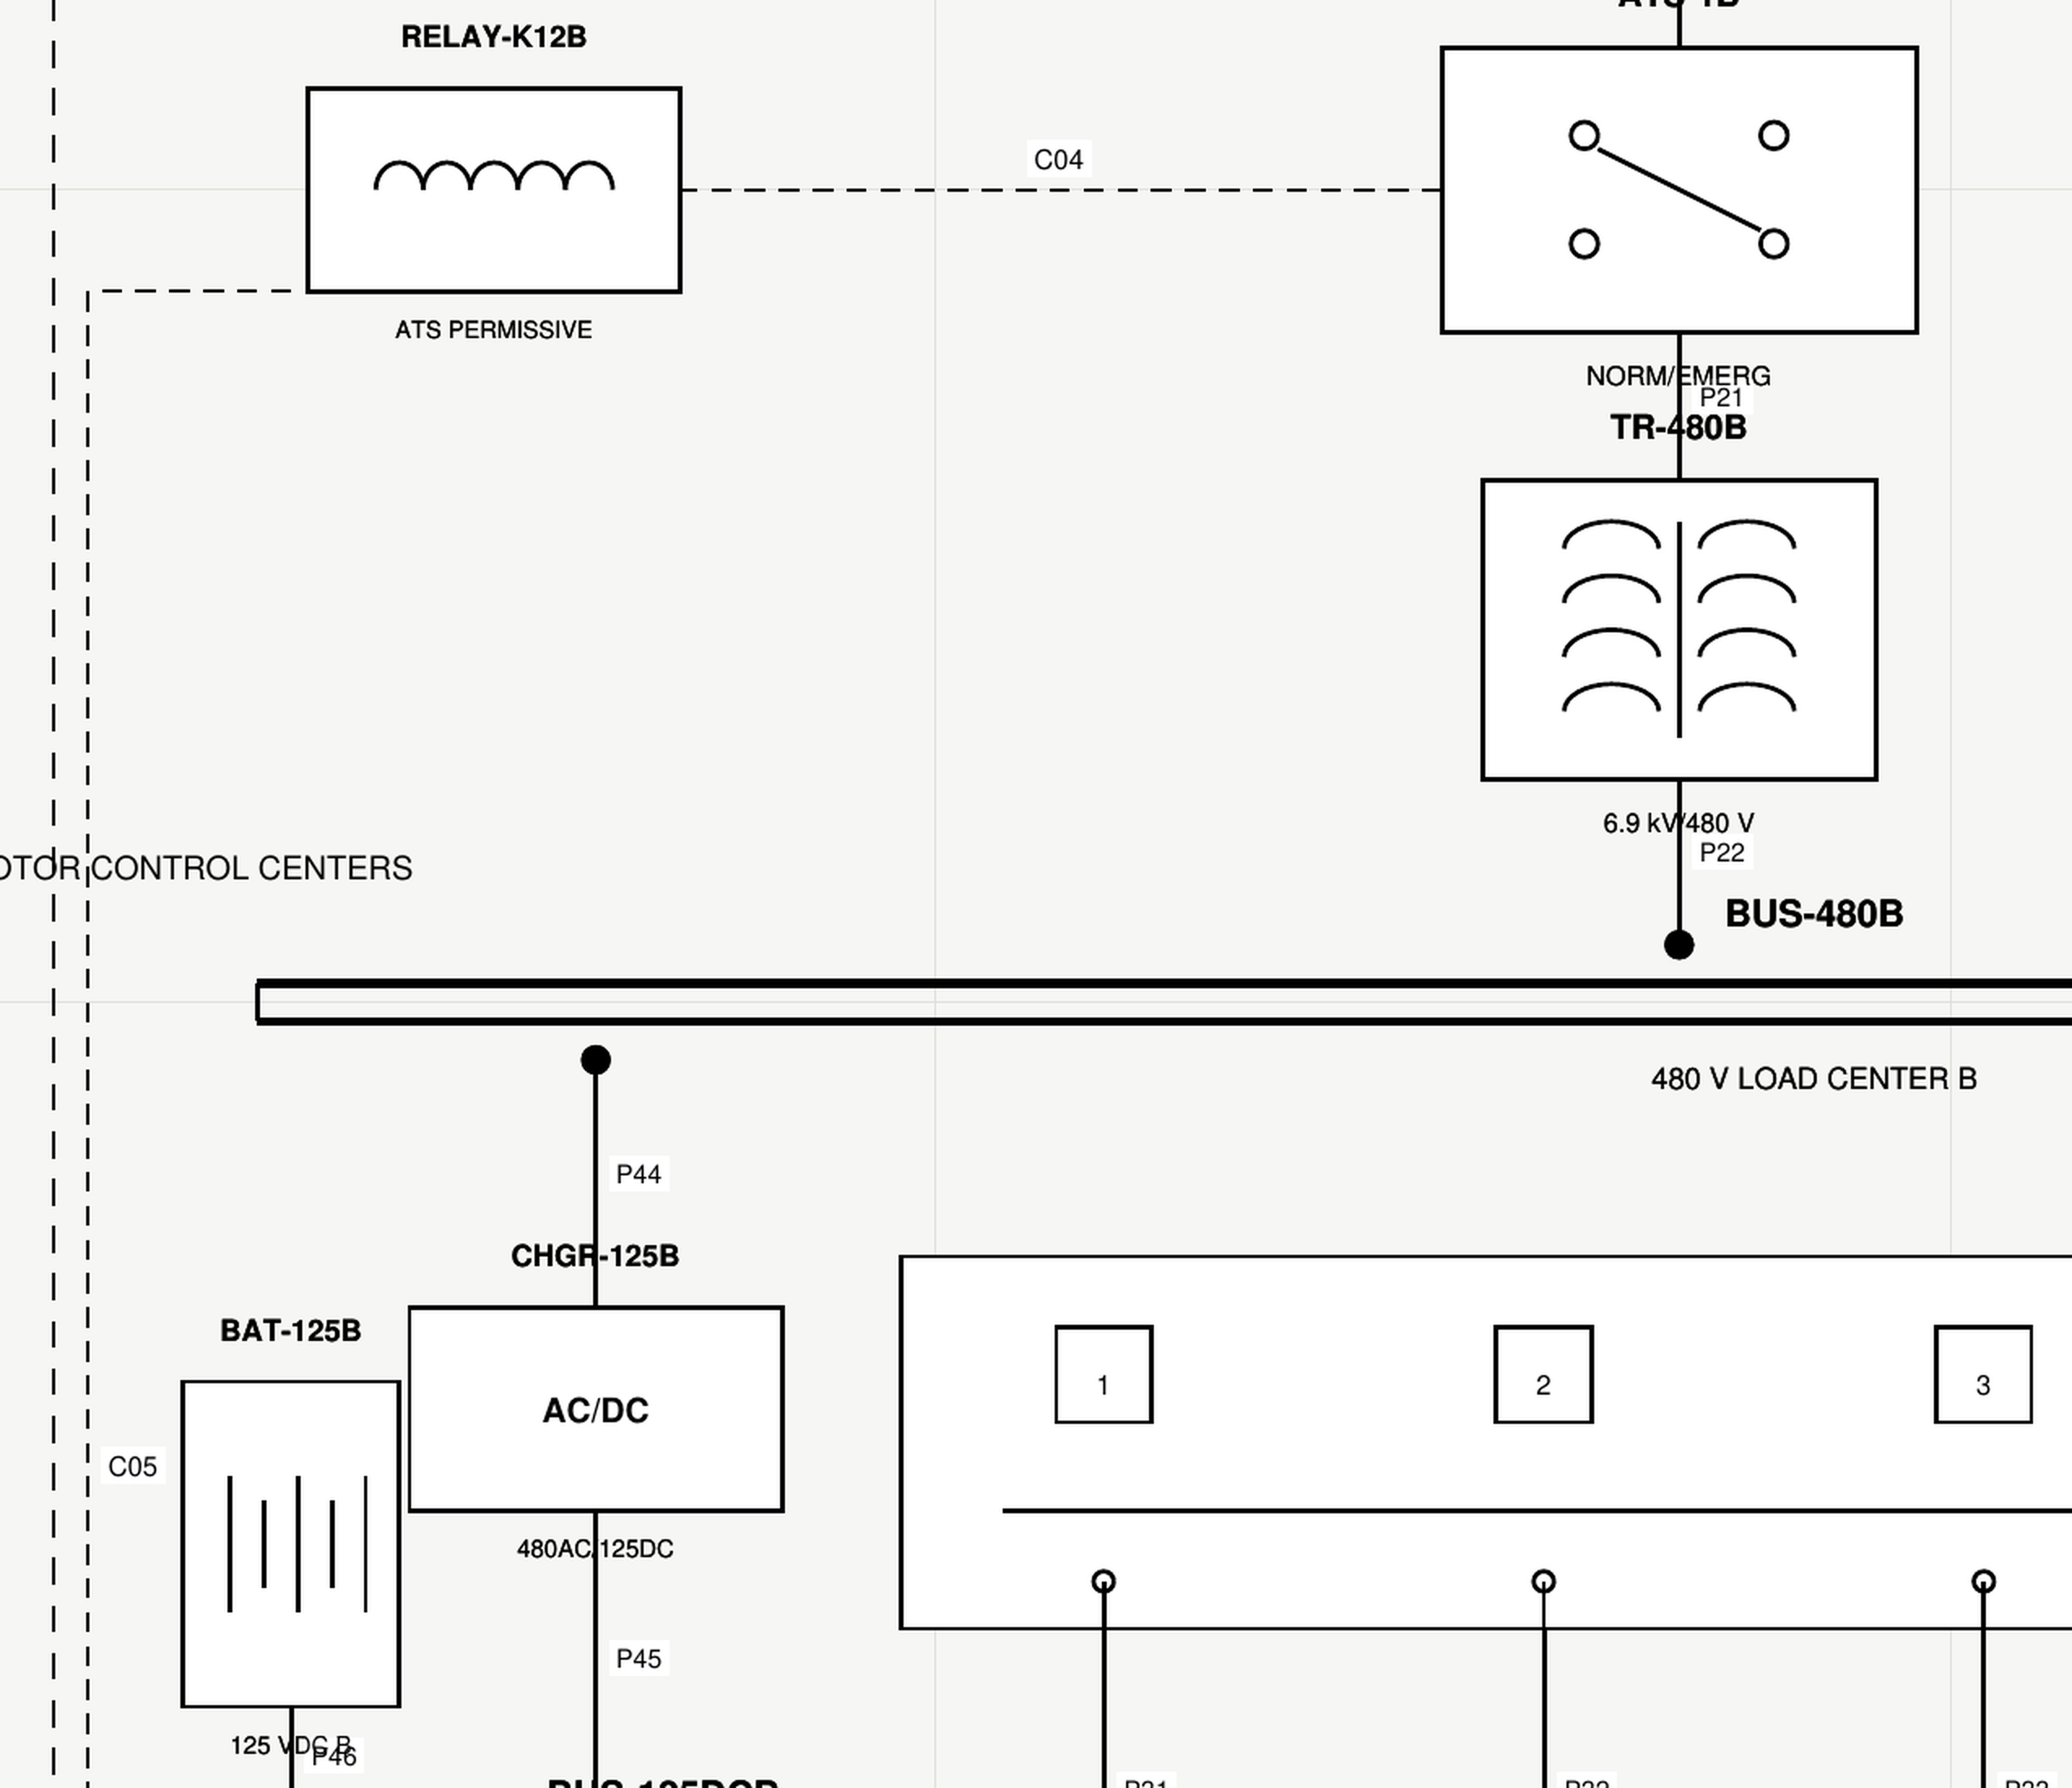 RELAY-K12B
C04
ATS PERMISSIVE
NORM/EMERG
P21
TR-480B
6.9 kV/480 V
P22
CONTROL CENTERS
BUS-480B
480 V LOAD CENTER B
P44
CHGR-125B
BAT-125B
AC/DC
1
2
3
C05
480AC/125DC
P45
125 VDC B
P46